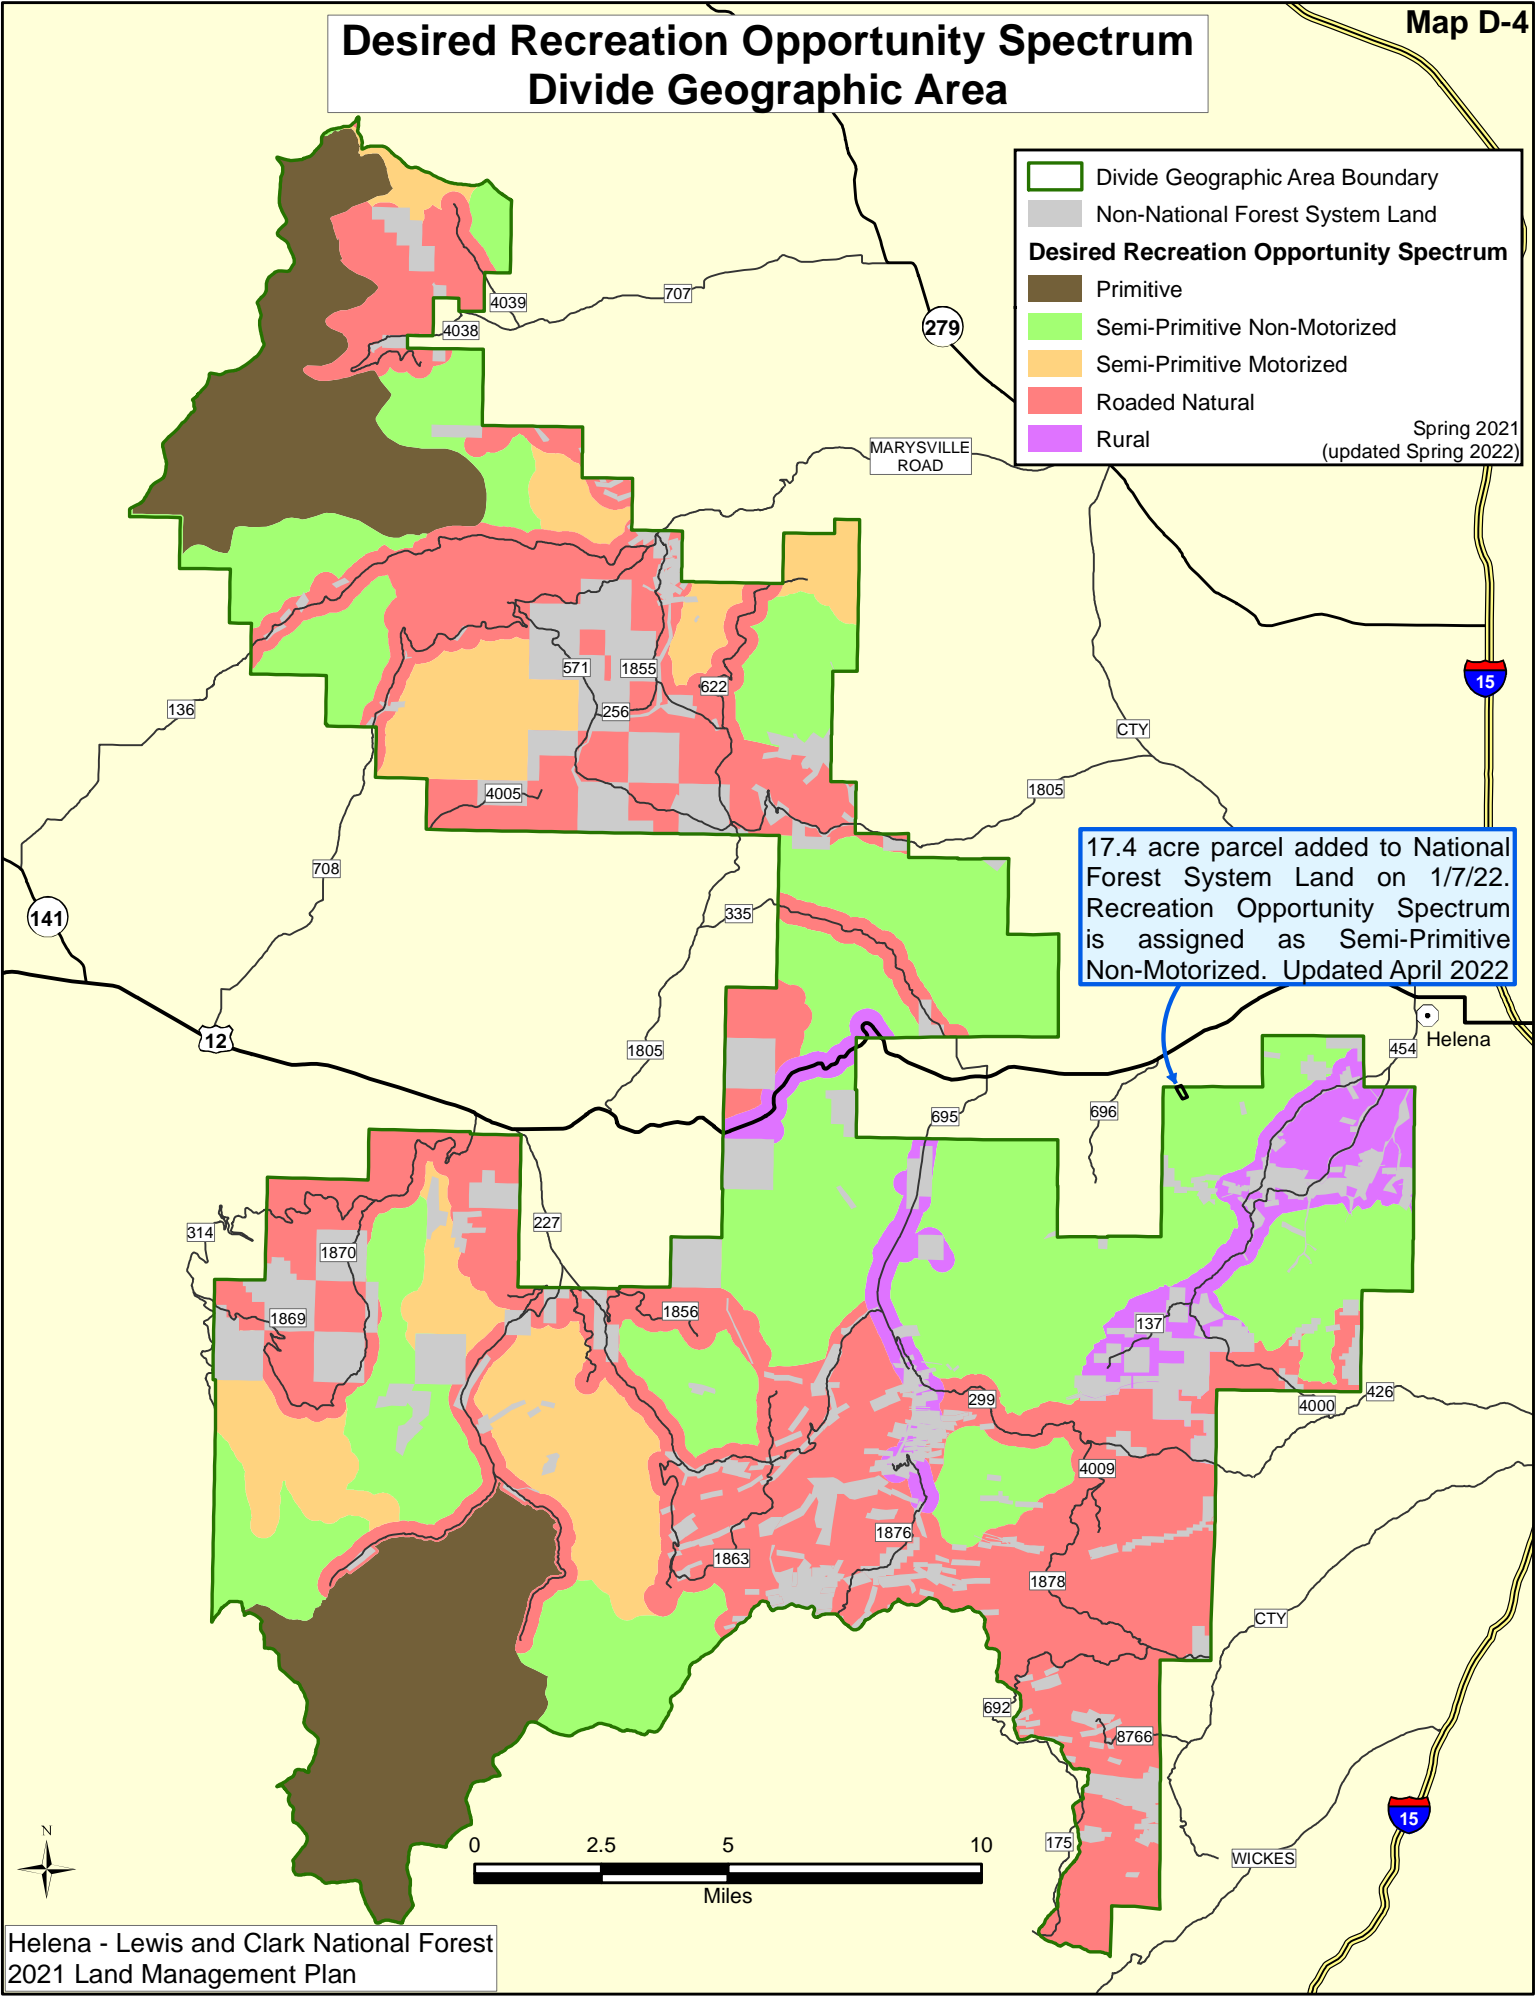 Map D-4
Desired Recreation Opportunity Spectrum
Divide Geographic Area
Divide Geographic Area Boundary
Non-National Forest System Land
Desired Recreation Opportunity Spectrum
Primitive
Semi-Primitive Non-Motorized
Semi-Primitive Motorized
Roaded Natural
Rural
Spring 2021
(updated Spring 2022)
4039
707
4038
279
MARYSVILLE
ROAD
571
1855
622
15
256
136
CTY
4005
1805
17.4 acre parcel added to National
Forest System Land on 1/7/22.
Recreation Opportunity Spectrum
is assigned as Semi-Primitive
Non-Motorized. Updated April 2022
708
141
335
12
1805
Helena
454
695
696
314
227
1870
1869
1856
137
299
426
4000
4009
1876
1863
1878
CTY
692
8766
175
15
WICKES
N
0
2.5
5
10
Miles
Helena - Lewis and Clark National Forest
2021 Land Management Plan